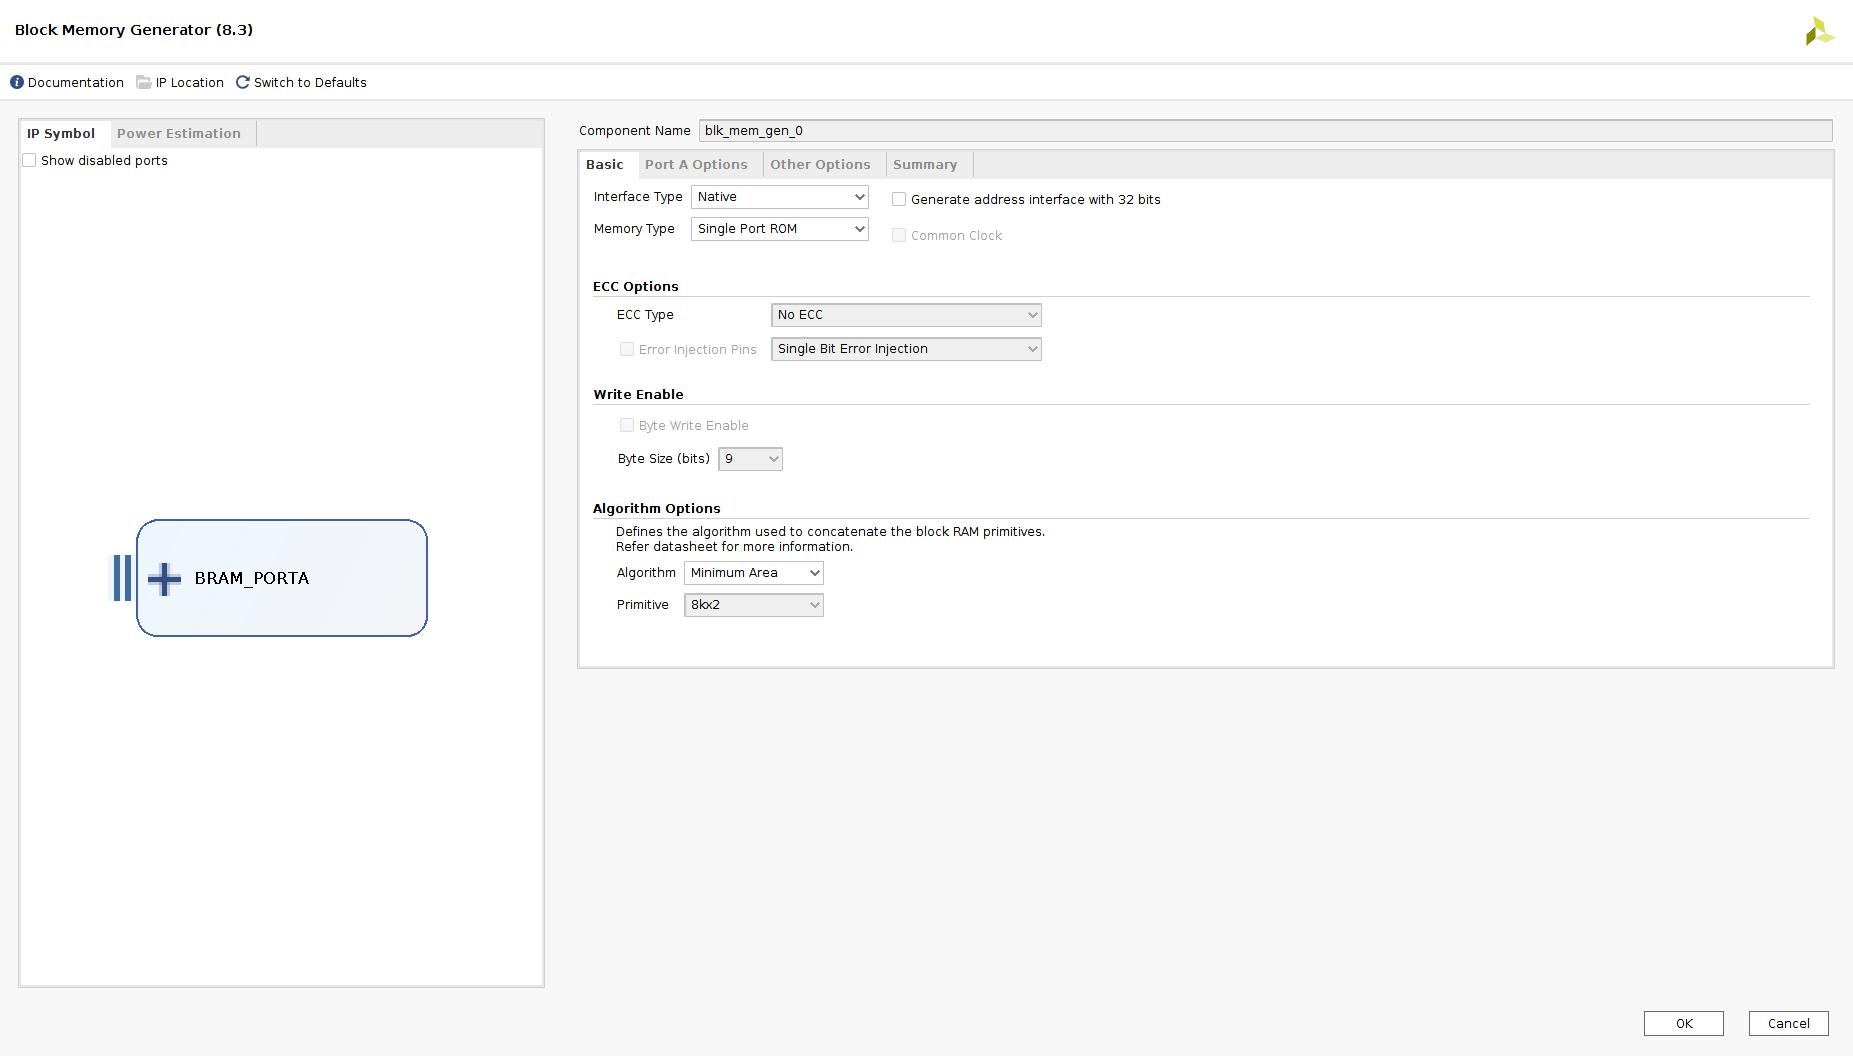 Block Memory Generator (8.3)
Documentation IP Location Switch to Defaults
IP Symbol Power Estimation
Show disabled ports
BRAM_PORTA
Component Name blk_mem_gen_0
Basic Port A Options Other Options Summary
Interface Type Native Generate address interface with 32 bits
Memory Type Single Port ROM Common Clock
ECC Options
ECC Type No ECC
Error Injection Pins Single Bit Error Injection
Write Enable
Byte Write Enable
Byte Size (bits) 9
Algorithm Options
Defines the algorithm used to concatenate the block RAM primitives.
Refer datasheet for more information.
Algorithm Minimum Area
Primitive 8kx2
OK Cancel